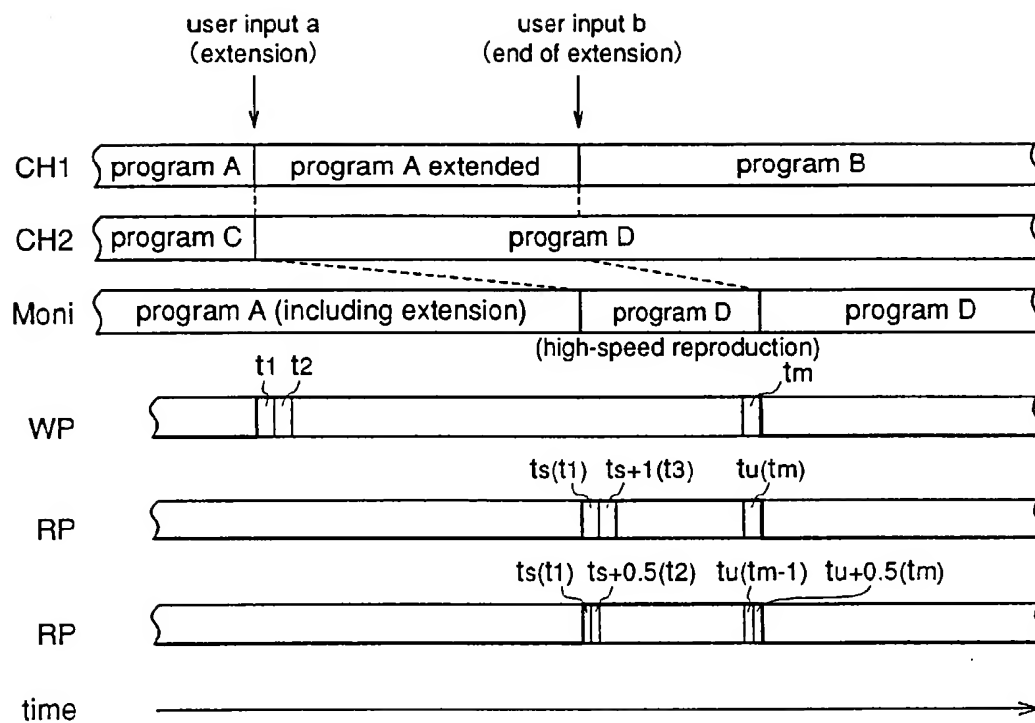 user input a user input b
(extension) (end of extension)
CH1 program A program A extended program B
CH2 program C program D
Moni program A (including extension) program D program D
(high-speed reproduction)
t1 t2 tm
WP
ts(t1) ts+1(t3) tu(tm)
RP
ts(t1) ts+0.5(t2) tu(tm-1) tu+0.5(tm)
RP
time